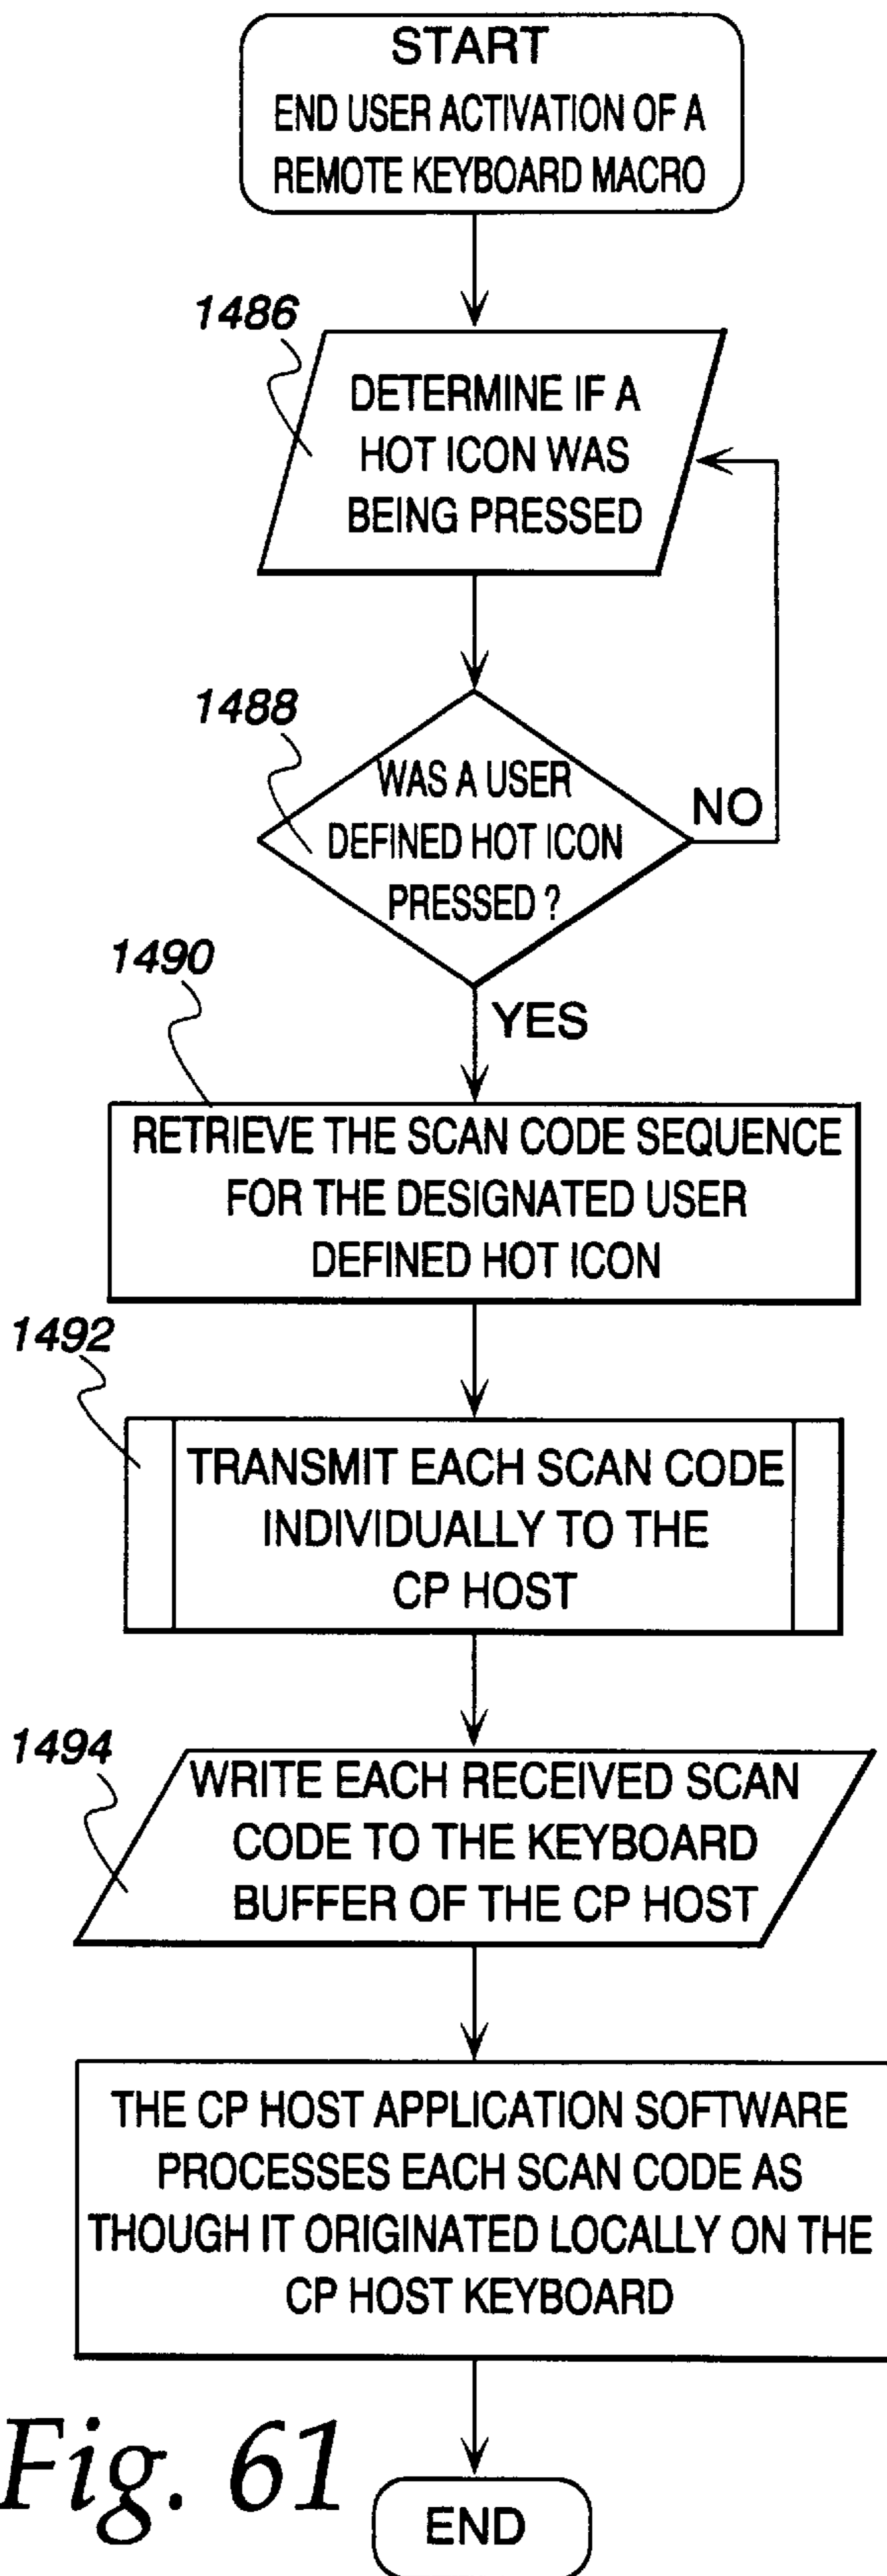 START
END USER ACTIVATION OF A
REMOTE KEYBOARD MACRO
1486
DETERMINE IF A
HOT ICON WAS
BEING PRESSED
1488
WAS A USER
DEFINED HOT ICON
PRESSED ?
NO
1490
YES
RETRIEVE THE SCAN CODE SEQUENCE
FOR THE DESIGNATED USER
DEFINED HOT ICON
1492
TRANSMIT EACH SCAN CODE
INDIVIDUALLY TO THE
CP HOST
1494
WRITE EACH RECEIVED SCAN
CODE TO THE KEYBOARD
BUFFER OF THE CP HOST
THE CP HOST APPLICATION SOFTWARE
PROCESSES EACH SCAN CODE AS
THOUGH IT ORIGINATED LOCALLY ON THE
CP HOST KEYBOARD
Fig. 61
END